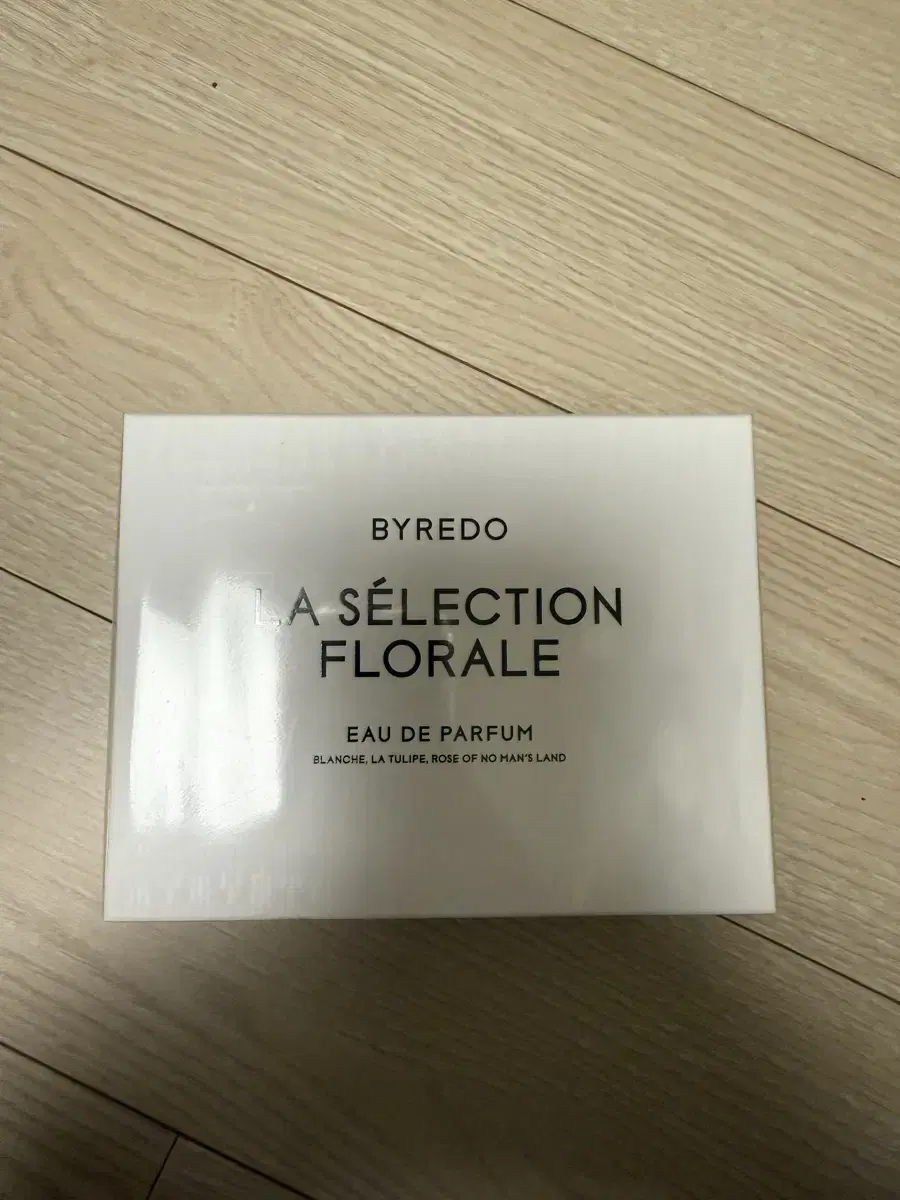 BYREDO
LA SÉLECTION
FLORALE
EAU DE PARFUM
BLANCHE, LA TULIPE, ROSE OF NO MAN'S LAND